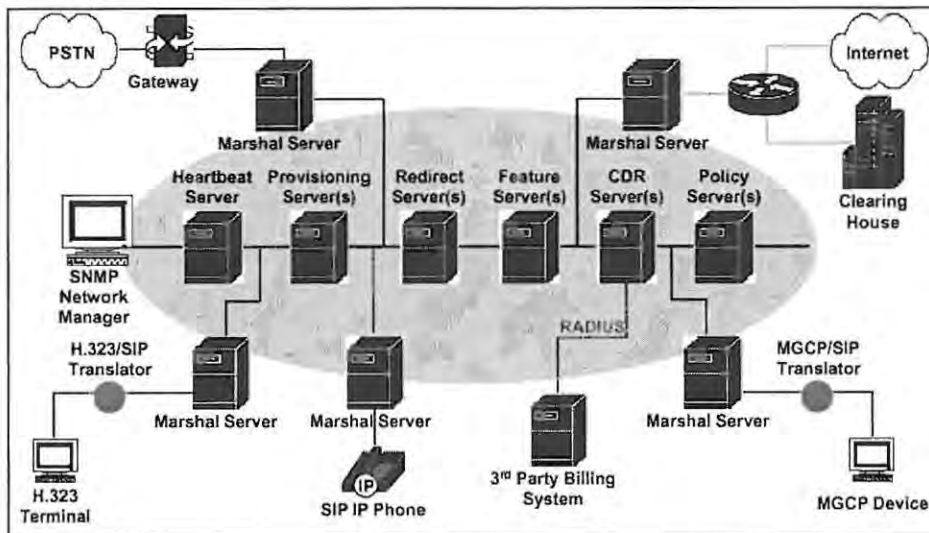 PSTN
Gateway
Marshal Server
Marshal Server
Internet
Clearing
House
Heartbeat
Server
Provisioning
Server(s)
Redirect
Server(s)
Feature
Server(s)
CDR
Server(s)
Policy
Server(s)
SNMP
Network
Manager
RADIUS
H.323/SIP
Translator
Marshal Server
Marshal Server
Marshal Server
MGCP/SIP
Translator
H.323
Terminal
IP
SIP IP Phone
3rd Party Billing
System
MGCP Device